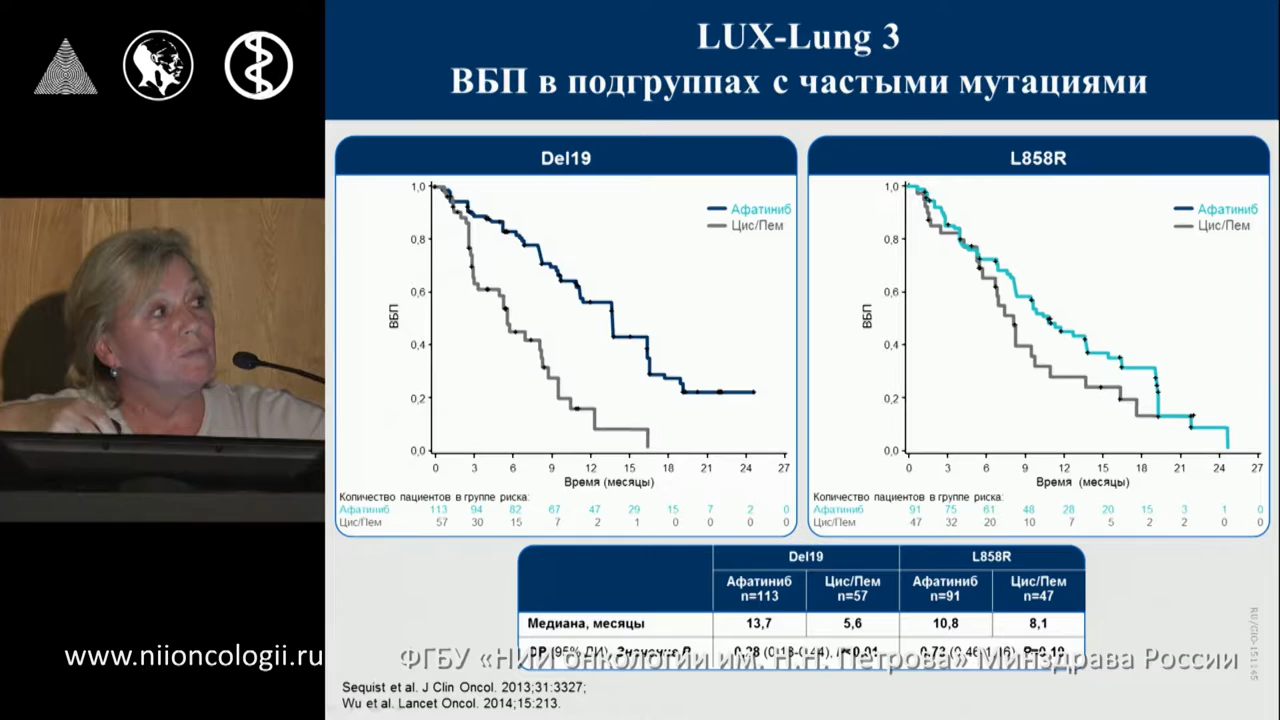 LUX-Lung 3
ВБП в подгруппах с частыми мутациями
Del19
1,0
0,8
0,6
0,4
0,2
0,0
ВБП
Афатиниб
Цис/Пем
0 3 6 9 12 15 18 21 24 27
Время (месяцы)
Количество пациентов в группе риска:
Афатиниб 113 94 82 67 47 29 15 7 2 0
Цис/Пем 57 30 15 7 2 1 0 0 0 0
L858R
1,0
0,8
0,6
0,4
0,2
0,0
ВБП
Афатиниб
Цис/Пем
0 3 6 9 12 15 18 21 24 27
Время (месяцы)
Количество пациентов в группе риска:
Афатиниб 91 75 61 48 28 20 15 3 1 0
Цис/Пем 47 32 20 10 7 5 2 2 0 0
Del19 L858R
Афатиниб Цис/Пем Афатиниб Цис/Пем
n=113 n=57 n=91 n=47
Медиана, месяцы 13,7 5,6 10,8 8,1
www.niioncologii.ru
ФГБУ «НИИ онкологии им. Н.Н. Петрова» Минздрава России
Sequist et al. J Clin Oncol. 2013;31:3327;
Wu et al. Lancet Oncol. 2014;15:213.